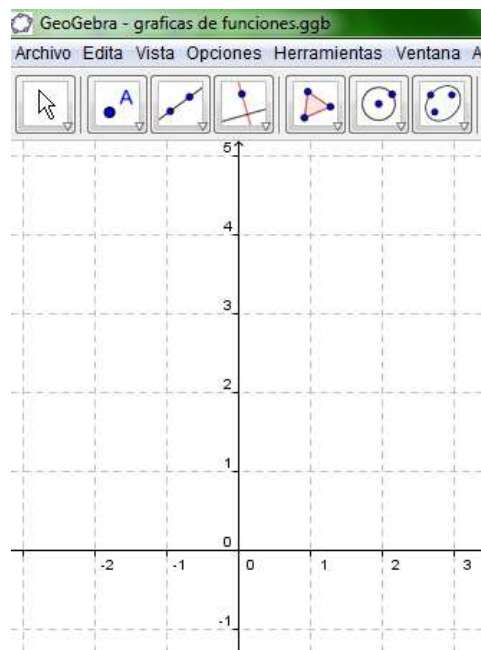 GeoGebra - graficas de funciones.ggb
Archivo Edita Vista Opciones Herramientas Ventana A
A
5
4
3
2
1
0
-2 -1 0 1 2 3
-1